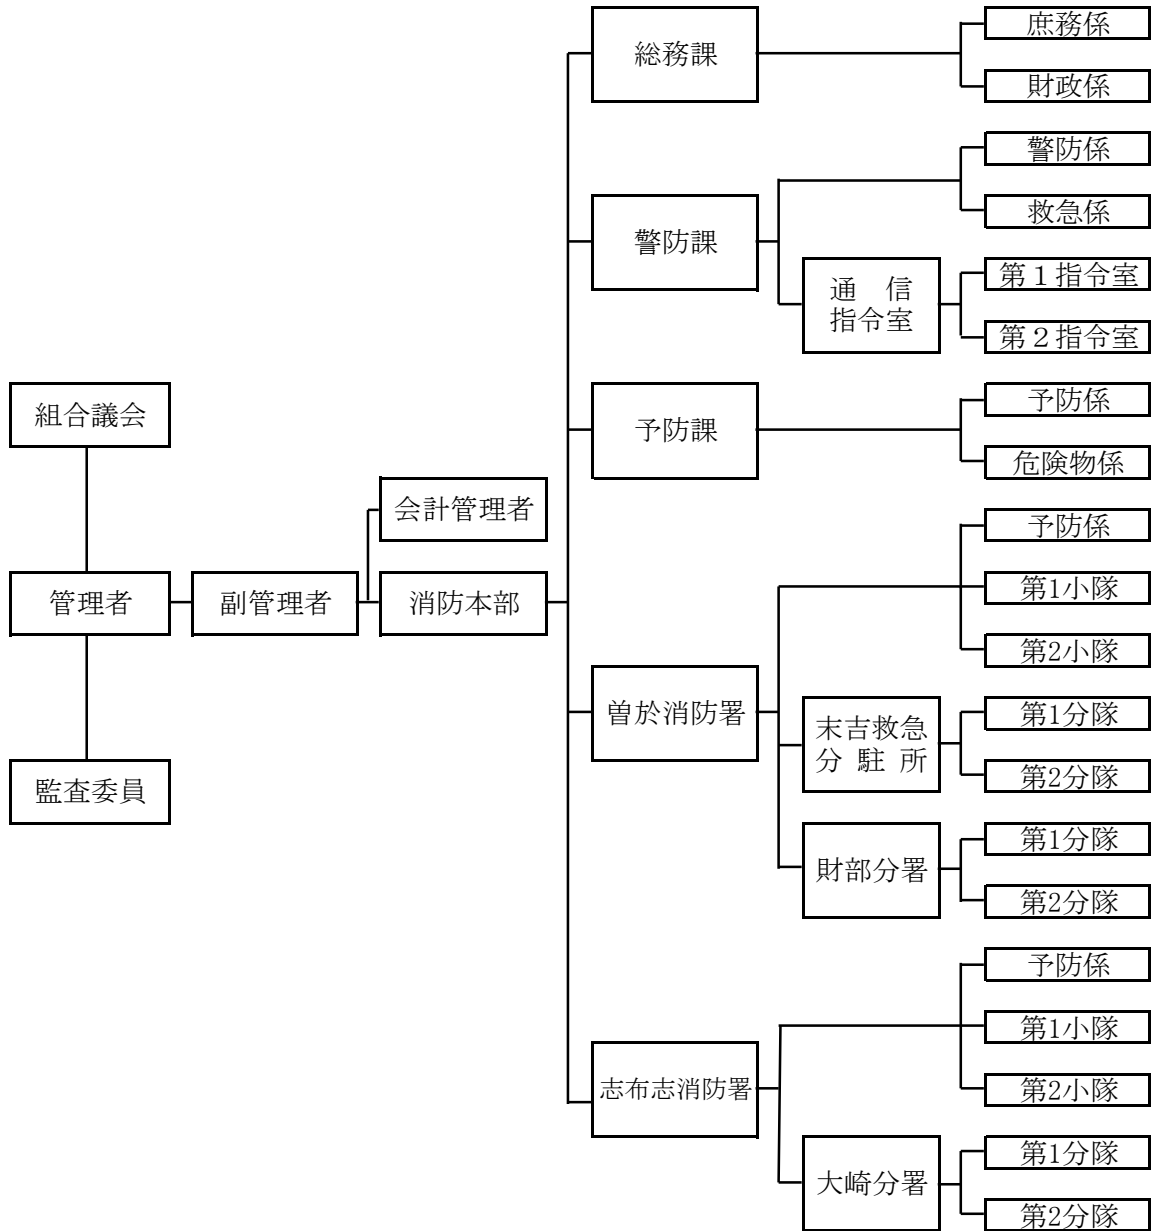 組合議会
管理者
監査委員
副管理者
会計管理者
消防本部
総務課
庶務係
財政係
警防課
警防係
救急係
通　信
指令室
第１指令室
第２指令室
予防課
予防係
危険物係
曽於消防署
予防係
第1小隊
第2小隊
末吉救急
分 駐 所
第1分隊
第2分隊
財部分署
第1分隊
第2分隊
志布志消防署
予防係
第1小隊
第2小隊
大崎分署
第1分隊
第2分隊